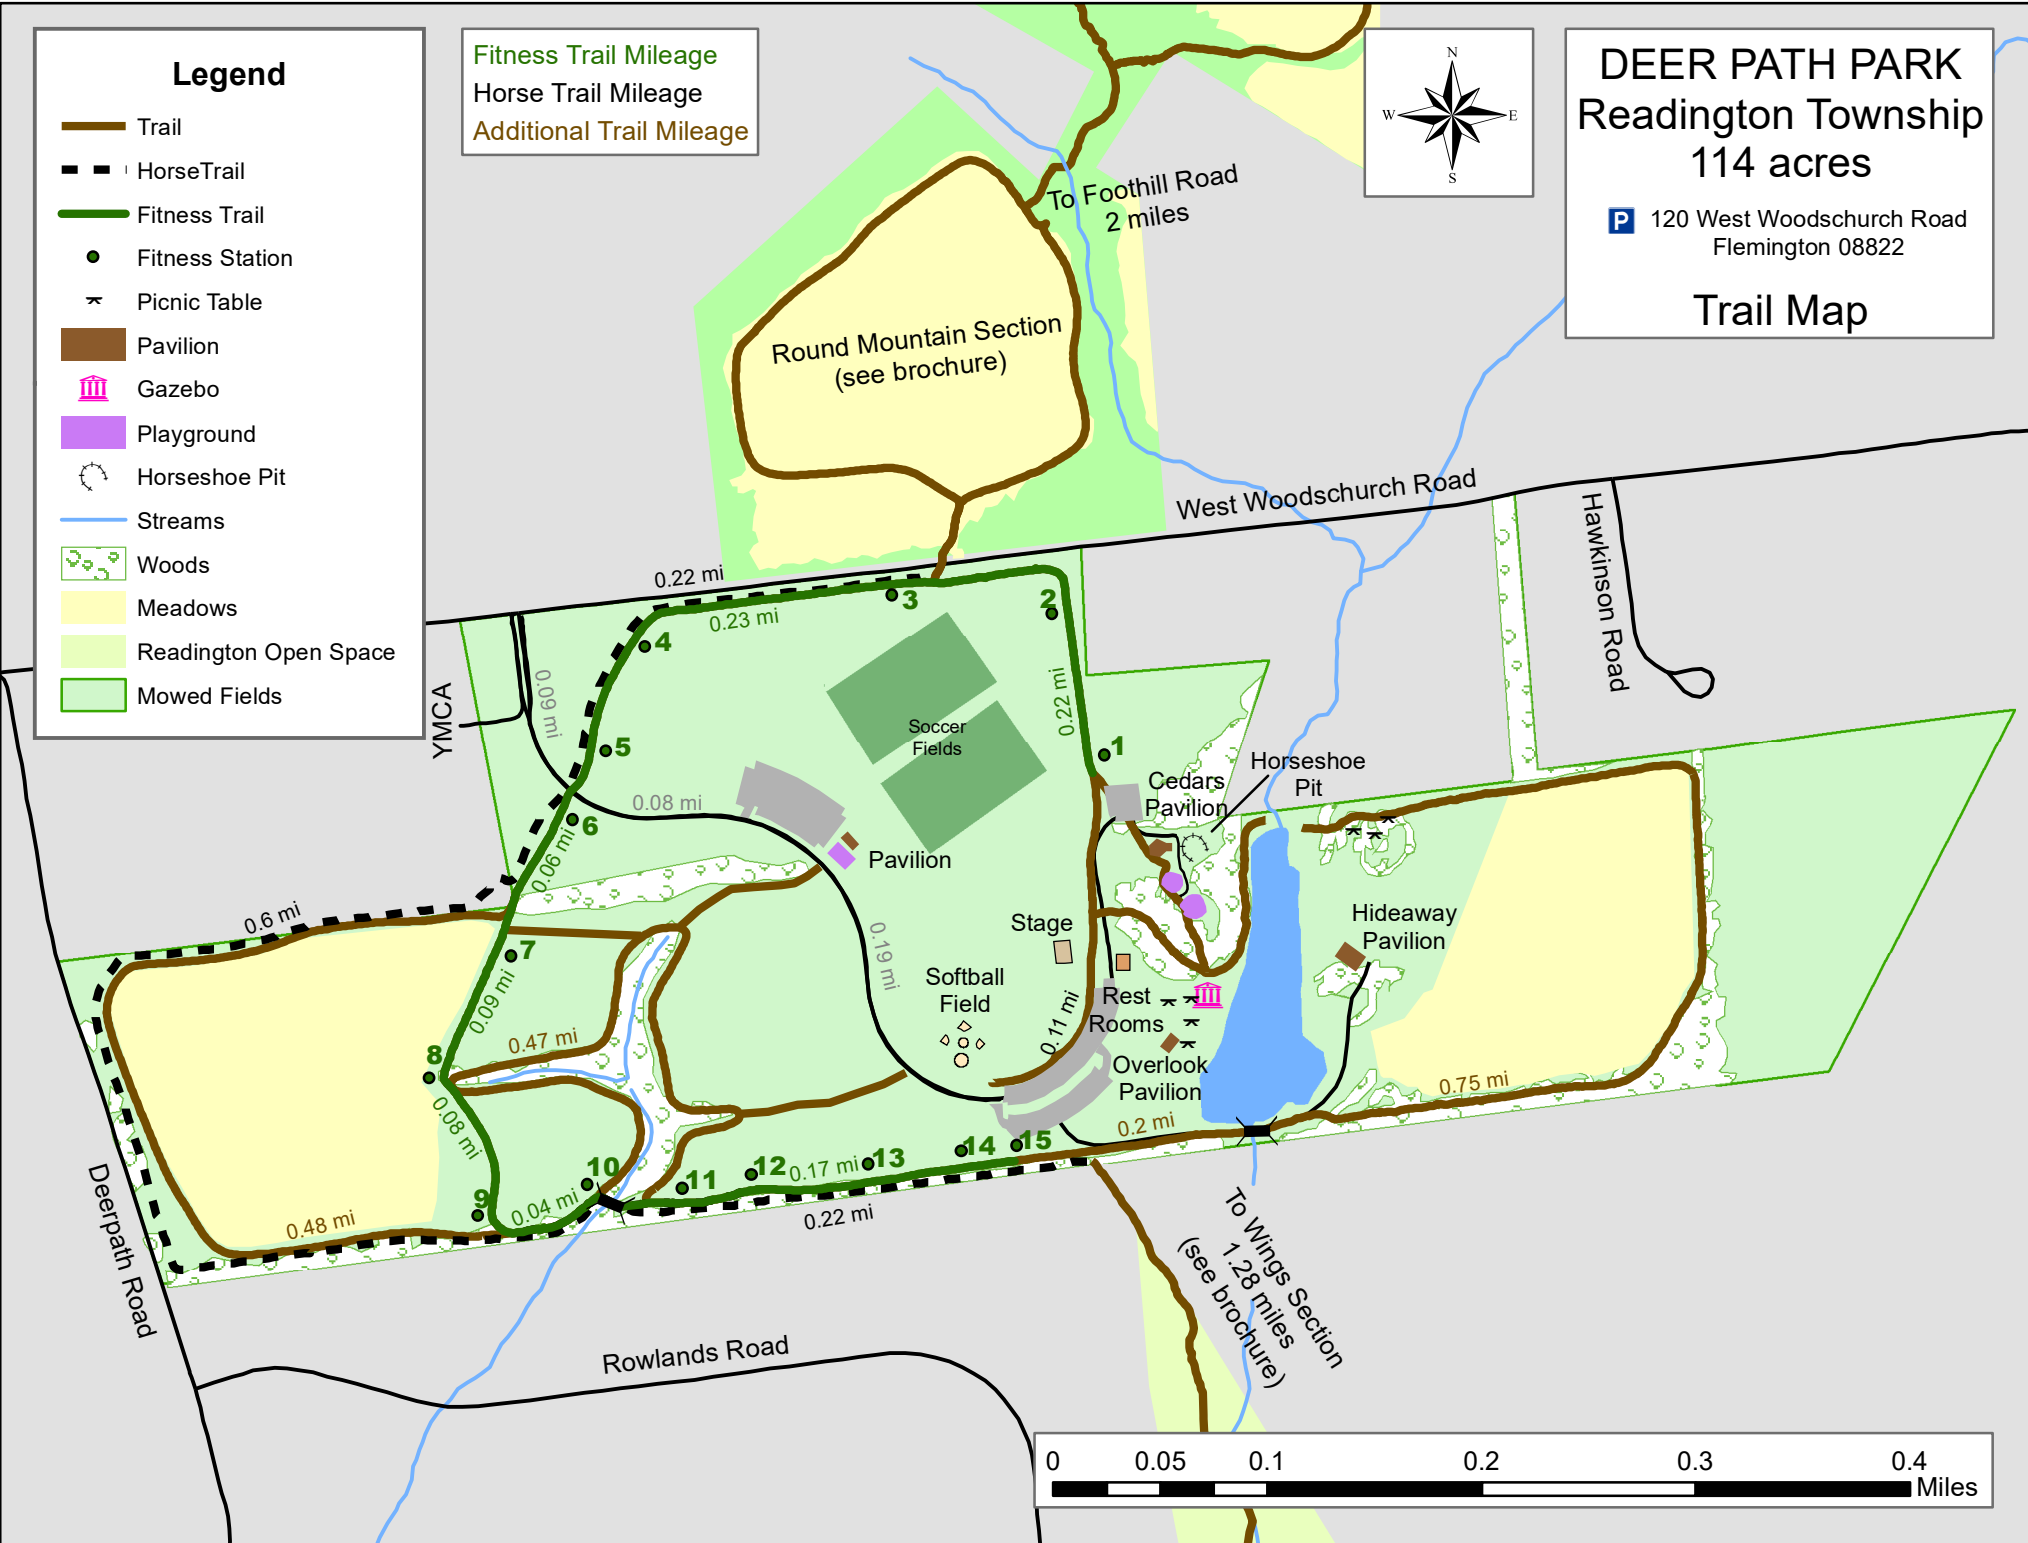 Legend
Trail
HorseTrail
Fitness Trail
Fitness Station
Picnic Table
Pavilion
Gazebo
Playground
Horseshoe Pit
Streams
Woods
Meadows
Readington Open Space
Mowed Fields
Fitness Trail Mileage
Horse Trail Mileage
Additional Trail Mileage
N
W
E
S
DEER PATH PARK
Readington Township
114 acres
P
120 West Woodschurch Road
Flemington 08822
Trail Map
To Foothill Road
2 miles
Round Mountain Section
(see brochure)
West Woodschurch Road
Hawkinson Road
0.22 mi
0.23 mi
3
2
4
0.09 mi
YMCA
5
0.22 mi
Soccer
Fields
1
Horseshoe
Pit
Cedars
Pavilion
0.08 mi
6
0.06 mi
Pavilion
0.6 mi
7
0.09 mi
0.19 mi
Stage
Softball
Field
Hideaway
Pavilion
Rest
Rooms
0.11 mi
Overlook
Pavilion
8
0.47 mi
0.08 mi
0.75 mi
0.2 mi
15
14
13
0.17 mi
12
11
10
9
0.04 mi
0.48 mi
0.22 mi
Deerpath Road
To Wings Section
1.28 miles
(see brochure)
Rowlands Road
0
0.05
0.1
0.2
0.3
0.4
Miles